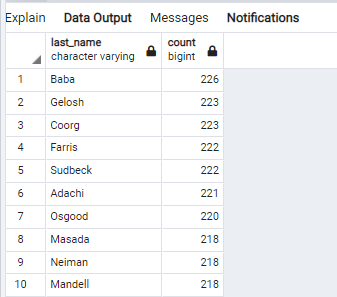 Explain Data Output Messages Notifications
last_name count
character varying bigint
1 Baba 226
2 Gelosh 223
3 Coorg 223
4 Farris 222
5 Sudbeck 222
6 Adachi 221
7 Osgood 220
8 Masada 218
9 Neiman 218
10 Mandell 218